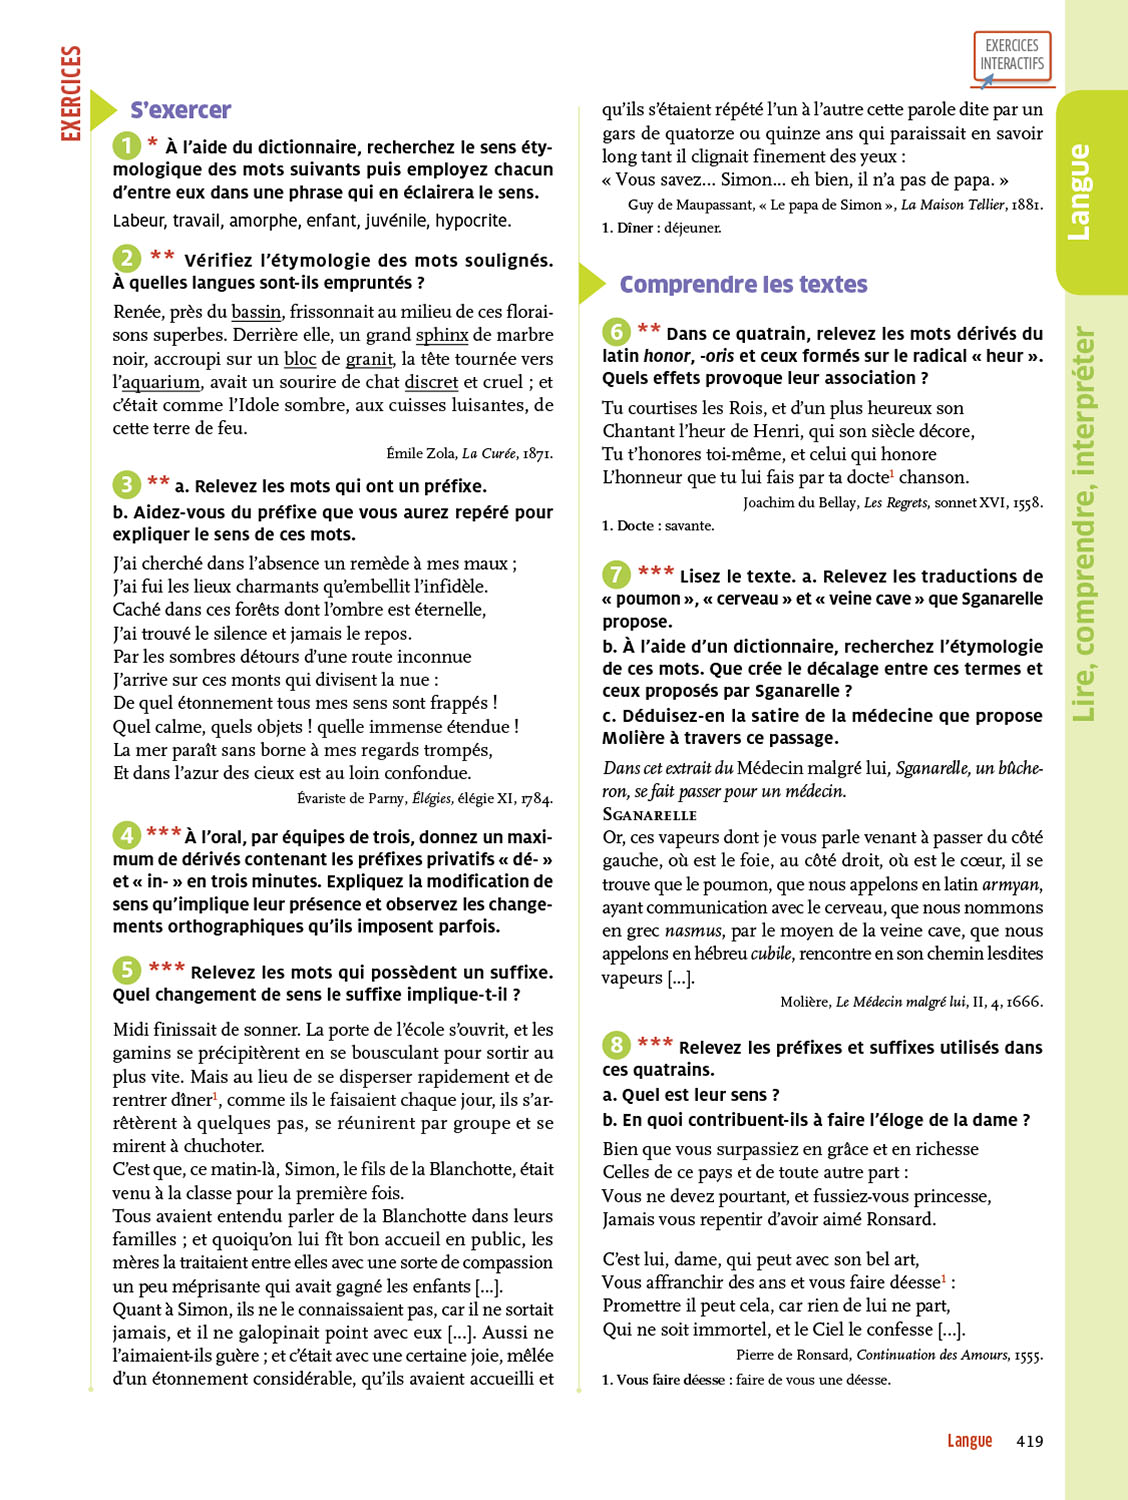 EXERCICES
EXERCICES
INTERACTIFS
Langue
Lire, comprendre, interpréter
S’exercer
1 * À l’aide du dictionnaire, recherchez le sens éty-
mologique des mots suivants puis employez chacun
d’entre eux dans une phrase qui en éclairera le sens.
Labeur, travail, amorphe, enfant, juvénile, hypocrite.
2 ** Vérifiez l’étymologie des mots soulignés.
À quelles langues sont-ils empruntés ?
Renée, près du bassin, frissonnait au milieu de ces florai-
sons superbes. Derrière elle, un grand sphinx de marbre
noir, accroupi sur un bloc de granit, la tête tournée vers
l’aquarium, avait un sourire de chat discret et cruel ; et
c’était comme l’Idole sombre, aux cuisses luisantes, de
cette terre de feu.
Émile Zola, La Curée, 1871.
3 ** a. Relevez les mots qui ont un préfixe.
b. Aidez-vous du préfixe que vous aurez repéré pour
expliquer le sens de ces mots.
J’ai cherché dans l’absence un remède à mes maux ;
J’ai fui les lieux charmants qu’embellit l’infidèle.
Caché dans ces forêts dont l’ombre est éternelle,
J’ai trouvé le silence et jamais le repos.
Par les sombres détours d’une route inconnue
J’arrive sur ces monts qui divisent la nue :
De quel étonnement tous mes sens sont frappés !
Quel calme, quels objets ! quelle immense étendue !
La mer paraît sans borne à mes regards trompés,
Et dans l’azur des cieux est au loin confondue.
Évariste de Parny, Élégies, élégie XI, 1784.
4 *** À l’oral, par équipes de trois, donnez un maxi-
mum de dérivés contenant les préfixes privatifs « dé- »
et « in- » en trois minutes. Expliquez la modification de
sens qu’implique leur présence et observez les change-
ments orthographiques qu’ils imposent parfois.
5 *** Relevez les mots qui possèdent un suffixe.
Quel changement de sens le suffixe implique-t-il ?
Midi finissait de sonner. La porte de l’école s’ouvrit, et les
gamins se précipitèrent en se bousculant pour sortir au
plus vite. Mais au lieu de se disperser rapidement et de
rentrer dîner1, comme ils le faisaient chaque jour, ils s’ar-
rêtèrent à quelques pas, se réunirent par groupe et se
mirent à chuchoter.
C’est que, ce matin-là, Simon, le fils de la Blanchotte, était
venu à la classe pour la première fois.
Tous avaient entendu parler de la Blanchotte dans leurs
familles ; et quoiqu’on lui fît bon accueil en public, les
mères la traitaient entre elles avec une sorte de compassion
un peu méprisante qui avait gagné les enfants [...].
Quant à Simon, ils ne le connaissaient pas, car il ne sortait
jamais, et il ne galopinait point avec eux [...]. Aussi ne
l’aimaient-ils guère ; et c’était avec une certaine joie, mêlée
d’un étonnement considérable, qu’ils avaient accueilli et
qu’ils s’étaient répété l’un à l’autre cette parole dite par un
gars de quatorze ou quinze ans qui paraissait en savoir
long tant il clignait finement des yeux :
« Vous savez... Simon... eh bien, il n’a pas de papa. »
Guy de Maupassant, « Le papa de Simon », La Maison Tellier, 1881.
1. Dîner : déjeuner.
Comprendre les textes
6 ** Dans ce quatrain, relevez les mots dérivés du
latin honor, -oris et ceux formés sur le radical « heur ».
Quels effets provoque leur association ?
Tu courtises les Rois, et d’un plus heureux son
Chantant l’heur de Henri, qui son siècle décore,
Tu t’honores toi-même, et celui qui honore
L’honneur que tu lui fais par ta docte1 chanson.
Joachim du Bellay, Les Regrets, sonnet XVI, 1558.
1. Docte : savante.
7 *** Lisez le texte. a. Relevez les traductions de
« poumon », « cerveau » et « veine cave » que Sganarelle
propose.
b. À l’aide d’un dictionnaire, recherchez l’étymologie
de ces mots. Que crée le décalage entre ces termes et
ceux proposés par Sganarelle ?
c. Déduisez-en la satire de la médecine que propose
Molière à travers ce passage.
Dans cet extrait du Médecin malgré lui, Sganarelle, un bûche-
ron, se fait passer pour un médecin.
SGANARELLE
Or, ces vapeurs dont je vous parle venant à passer du côté
gauche, où est le foie, au côté droit, où est le cœur, il se
trouve que le poumon, que nous appelons en latin armyan,
ayant communication avec le cerveau, que nous nommons
en grec nasmus, par le moyen de la veine cave, que nous
appelons en hébreu cubile, rencontre en son chemin lesdites
vapeurs [...].
Molière, Le Médecin malgré lui, II, 4, 1666.
8 *** Relevez les préfixes et suffixes utilisés dans
ces quatrains.
a. Quel est leur sens ?
b. En quoi contribuent-ils à faire l’éloge de la dame ?
Bien que vous surpassiez en grâce et en richesse
Celles de ce pays et de toute autre part :
Vous ne devez pourtant, et fussiez-vous princesse,
Jamais vous repentir d’avoir aimé Ronsard.
C’est lui, dame, qui peut avec son bel art,
Vous affranchir des ans et vous faire déesse1 :
Promettre il peut cela, car rien de lui ne part,
Qui ne soit immortel, et le Ciel le confesse [...].
Pierre de Ronsard, Continuation des Amours, 1555.
1. Vous faire déesse : faire de vous une déesse.
Langue 419